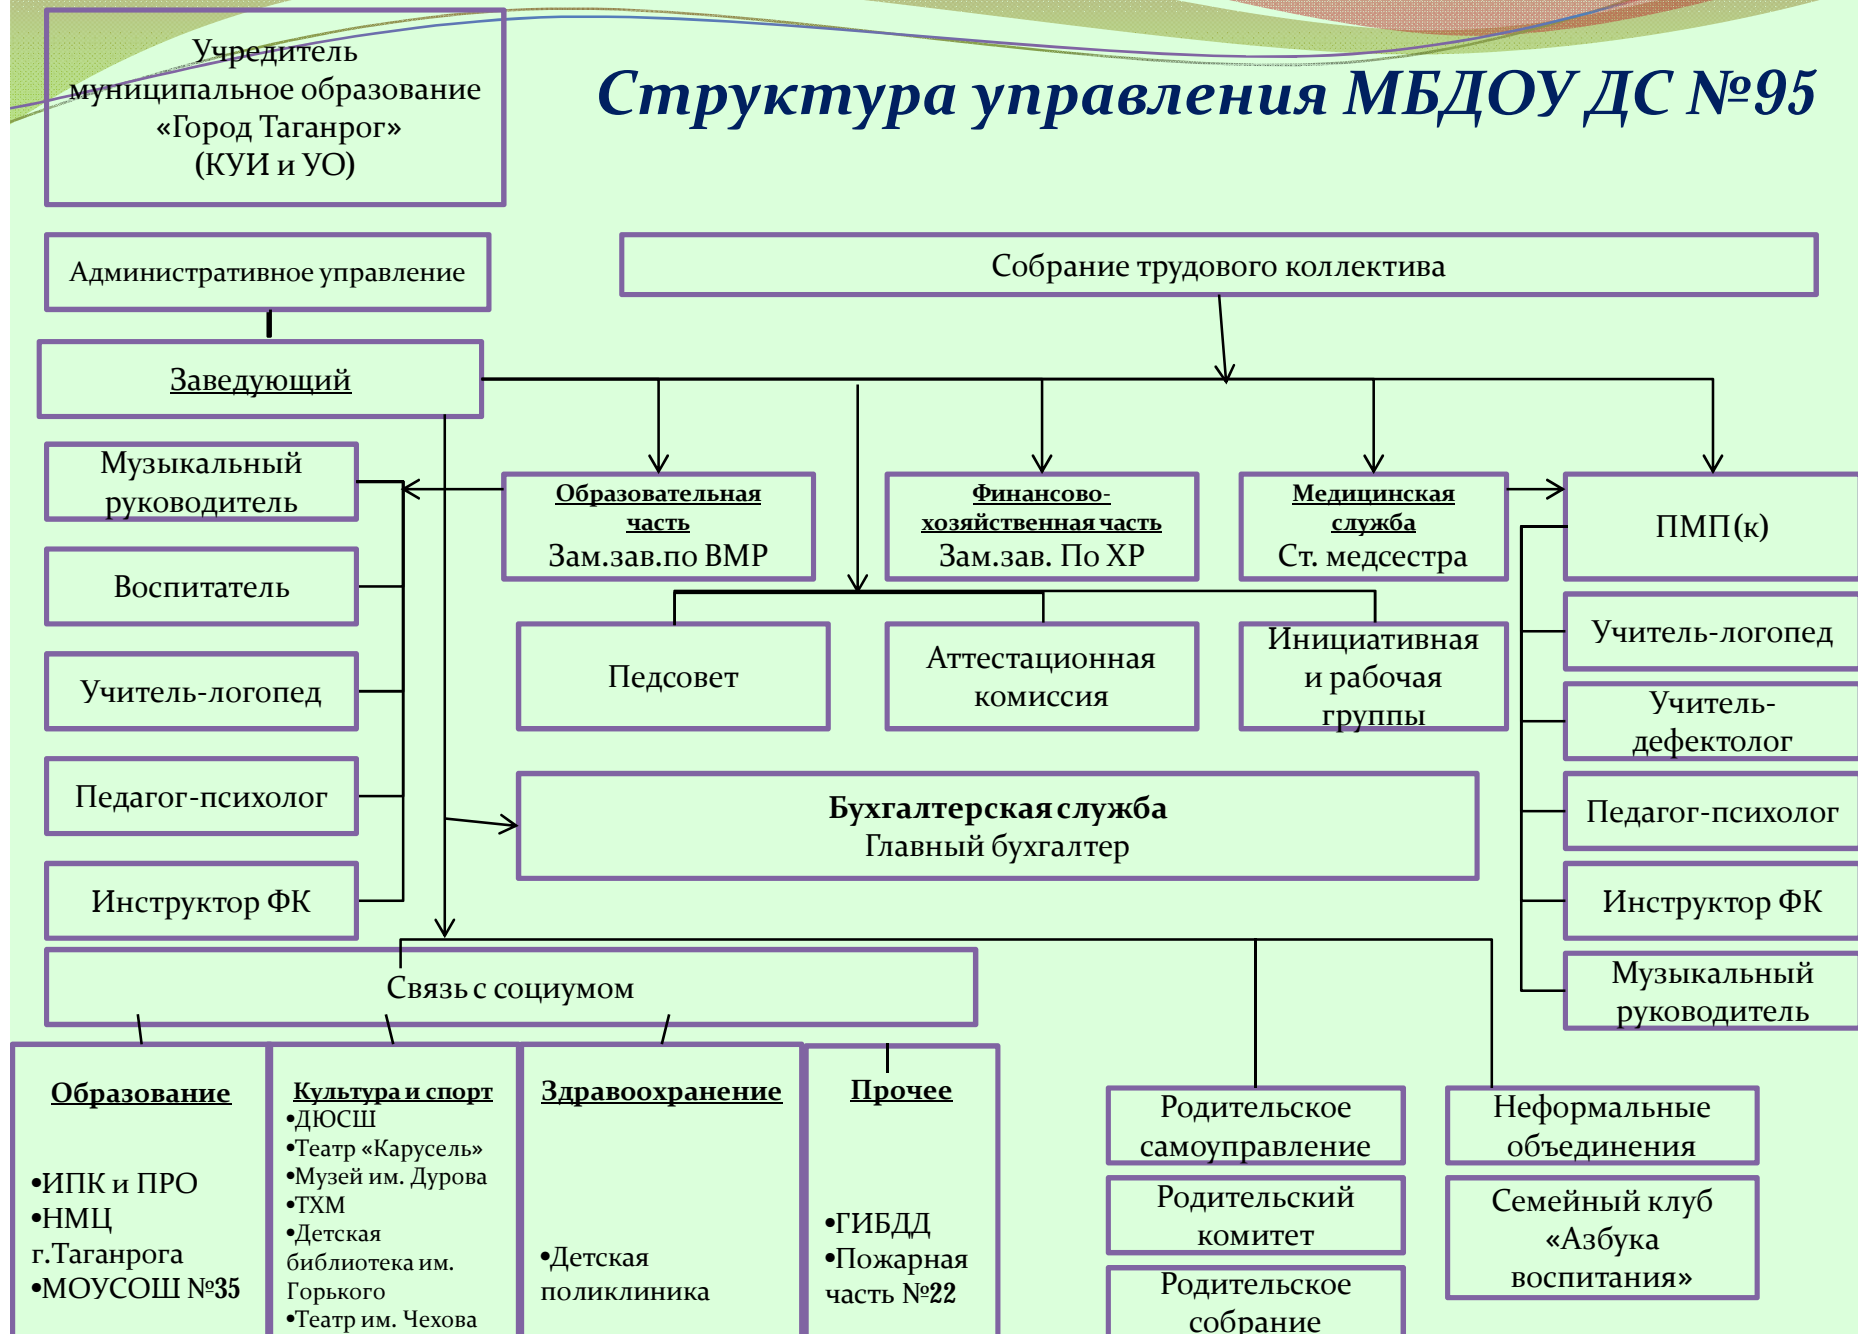 Учредитель
муниципальное образование
«Город Таганрог»
(КУИ и УО)
Структура управления МБДОУ ДС №95
Административное управление
Собрание трудового коллектива
Заведующий
Музыкальный
руководитель
Воспитатель
Учитель-логопед
Педагог-психолог
Инструктор ФК
Образовательная
часть
Зам.зав.по ВМР
Финансово-
хозяйственная часть
Зам.зав. По ХР
Медицинская
служба
Ст. медсестра
ПМП(к)
Педсовет
Аттестационная
комиссия
Инициативная
и рабочая
группы
Учитель-логопед
Учитель-
дефектолог
Педагог-психолог
Инструктор ФК
Музыкальный
руководитель
Бухгалтерская служба
Главный бухгалтер
Связь с социумом
Образование
•ИПК и ПРО
•НМЦ
г.Таганрога
•МОУСОШ №35
Культура и спорт
•ДЮСШ
•Театр «Карусель»
•Музей им. Дурова
•ТХМ
•Детская
библиотека им.
Горького
•Театр им. Чехова
Здравоохранение
•Детская
поликлиника
Прочее
•ГИБДД
•Пожарная
часть №22
Родительское
самоуправление
Родительский
комитет
Родительское
собрание
Неформальные
объединения
Семейный клуб
«Азбука
воспитания»